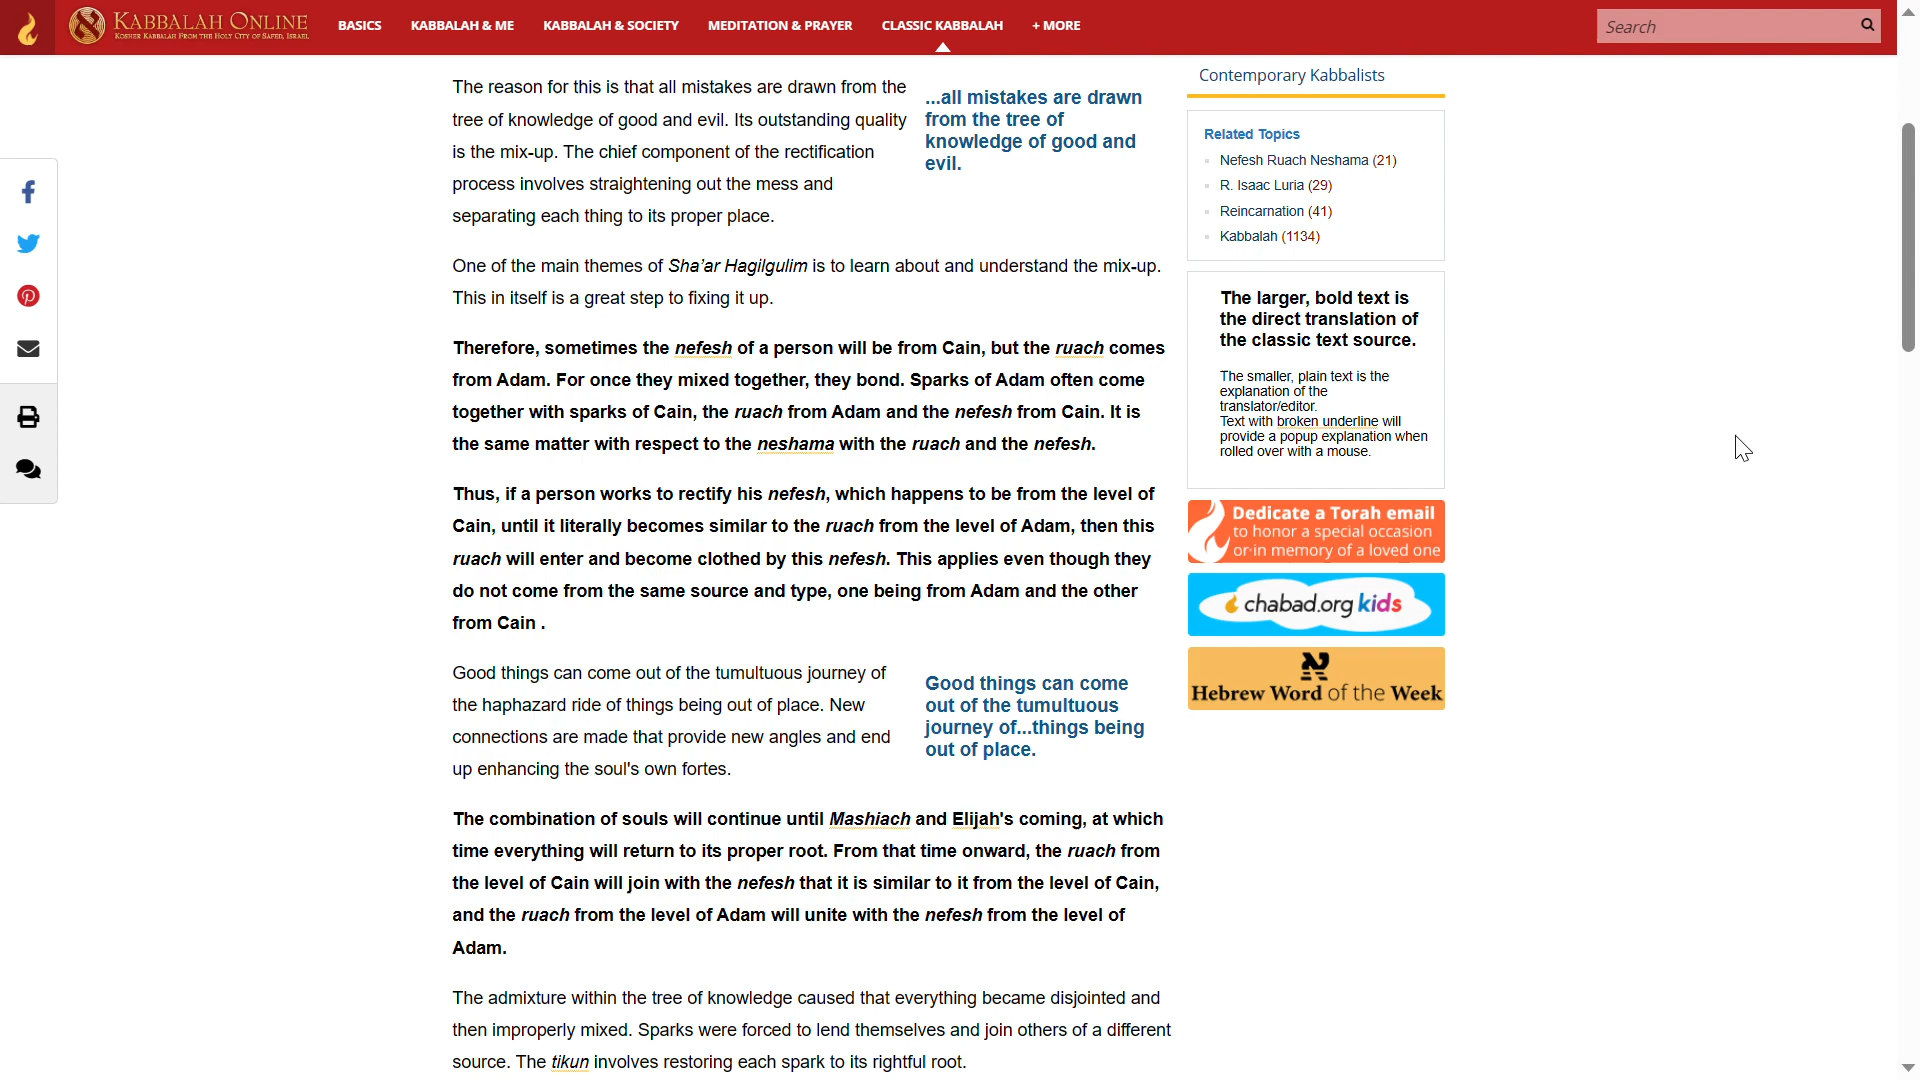 KABBALAH ONLINE
KOSHER KABBALAH FROM THE HOLY CITY OF SAFED, ISRAEL
BASICS
KABBALAH & ME
KABBALAH & SOCIETY
MEDITATION & PRAYER
CLASSIC KABBALAH
+ MORE
Search
The reason for this is that all mistakes are drawn from the
tree of knowledge of good and evil. Its outstanding quality
is the mix-up. The chief component of the rectification
process involves straightening out the mess and
separating each thing to its proper place.
...all mistakes are drawn
from the tree of
knowledge of good and
evil.
One of the main themes of Sha'ar Hagilgulim is to learn about and understand the mix-up.
This in itself is a great step to fixing it up.
Therefore, sometimes the nefesh of a person will be from Cain, but the ruach comes
from Adam. For once they mixed together, they bond. Sparks of Adam often come
together with sparks of Cain, the ruach from Adam and the nefesh from Cain. It is
the same matter with respect to the neshama with the ruach and the nefesh.
Thus, if a person works to rectify his nefesh, which happens to be from the level of
Cain, until it literally becomes similar to the ruach from the level of Adam, then this
ruach will enter and become clothed by this nefesh. This applies even though they
do not come from the same source and type, one being from Adam and the other
from Cain .
Good things can come out of the tumultuous journey of
the haphazard ride of things being out of place. New
connections are made that provide new angles and end
up enhancing the soul's own fortes.
Good things can come
out of the tumultuous
journey of...things being
out of place.
The combination of souls will continue until Mashiach and Elijah's coming, at which
time everything will return to its proper root. From that time onward, the ruach from
the level of Cain will join with the nefesh that it is similar to it from the level of Cain,
and the ruach from the level of Adam will unite with the nefesh from the level of
Adam.
The admixture within the tree of knowledge caused that everything became disjointed and
then improperly mixed. Sparks were forced to lend themselves and join others of a different
source. The tikun involves restoring each spark to its rightful root.
Contemporary Kabbalists
Related Topics
Nefesh Ruach Neshama (21)
R. Isaac Luria (29)
Reincarnation (41)
Kabbalah (1134)
The larger, bold text is
the direct translation of
the classic text source.
The smaller, plain text is the
explanation of the
translator/editor.
Text with broken underline will
provide a popup explanation when
rolled over with a mouse.
Dedicate a Torah email
to honor a special occasion
or in memory of a loved one
chabad.org kids
א
Hebrew Word of the Week